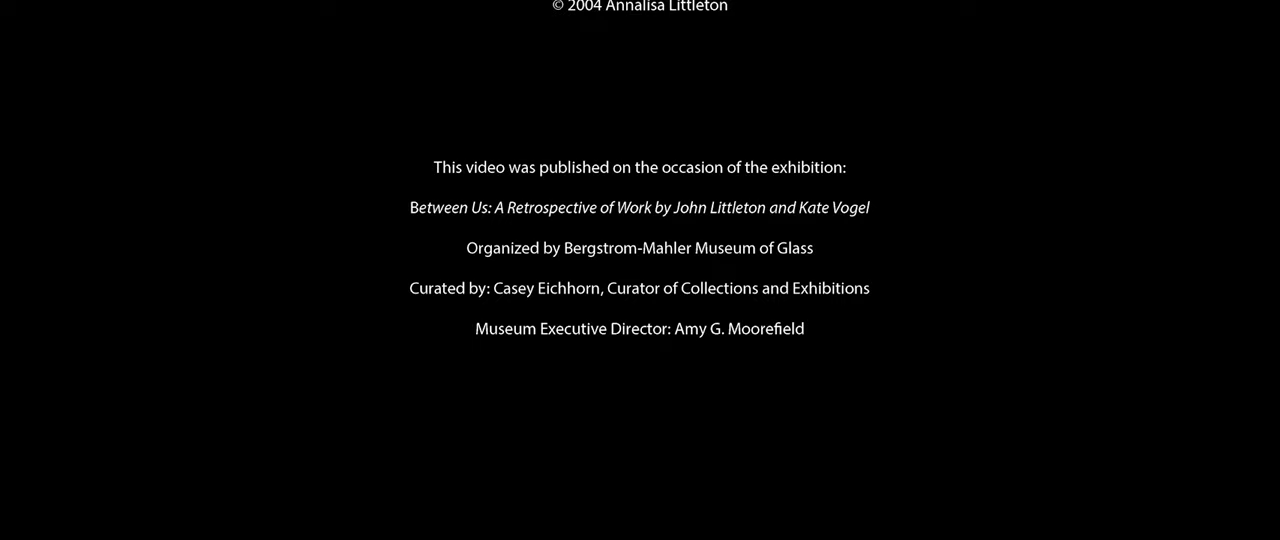 © 2004 Annalisa Littleton
This video was published on the occasion of the exhibition:
Between Us: A Retrospective of Work by John Littleton and Kate Vogel
Organized by Bergstrom-Mahler Museum of Glass
Curated by: Casey Eichhorn, Curator of Collections and Exhibitions
Museum Executive Director: Amy G. Moorefield